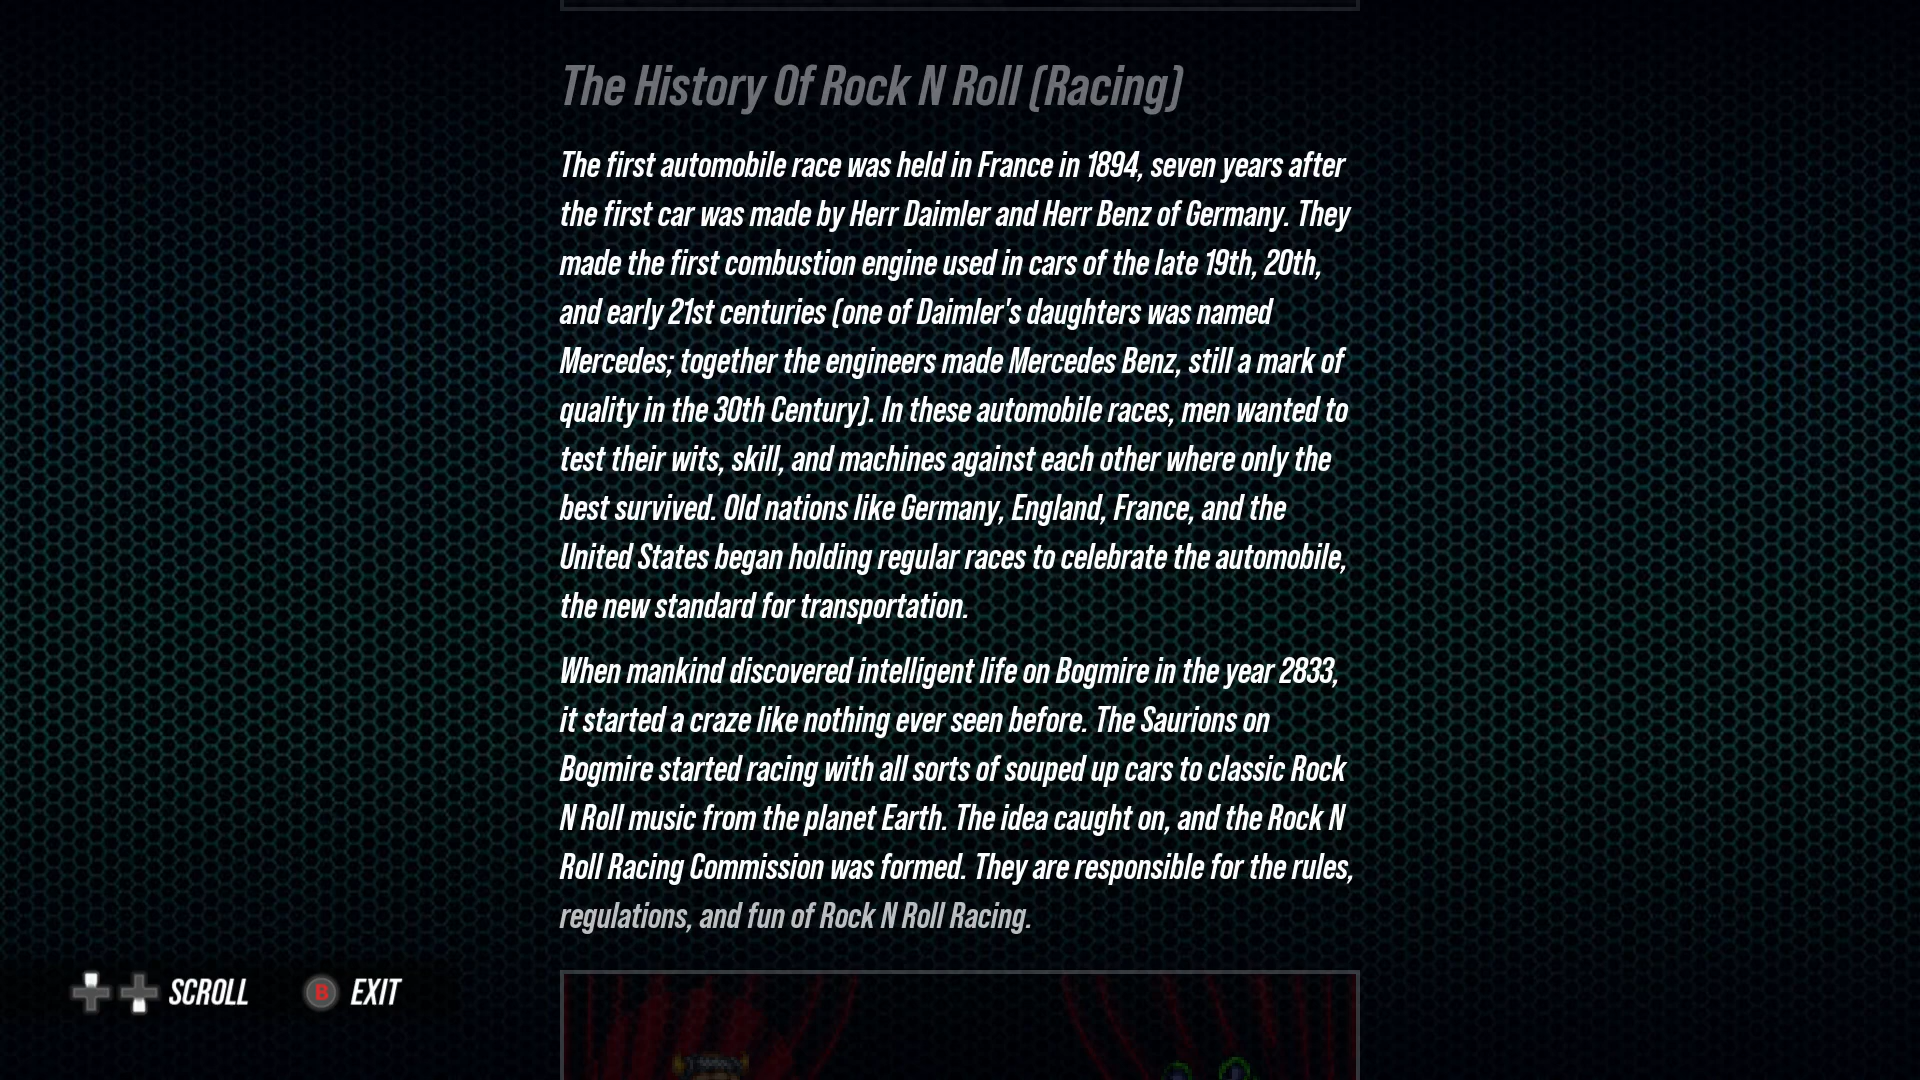 The History Of Rock N Roll (Racing)
The first automobile race was held in France in 1894, seven years after
the first car was made by Herr Daimler and Herr Benz of Germany. They
made the first combustion engine used in cars of the late 19th, 20th,
and early 21st centuries (one of Daimler's daughters was named
Mercedes; together the engineers made Mercedes Benz, still a mark of
quality in the 30th Century). In these automobile races, men wanted to
test their wits, skill, and machines against each other where only the
best survived. Old nations like Germany, England, France, and the
United States began holding regular races to celebrate the automobile,
the new standard for transportation.
When mankind discovered intelligent life on Bogmire in the year 2833,
it started a craze like nothing ever seen before. The Saurions on
Bogmire started racing with all sorts of souped up cars to classic Rock
N Roll music from the planet Earth. The idea caught on, and the Rock N
Roll Racing Commission was formed. They are responsible for the rules,
regulations, and fun of Rock N Roll Racing.
SCROLL B EXIT